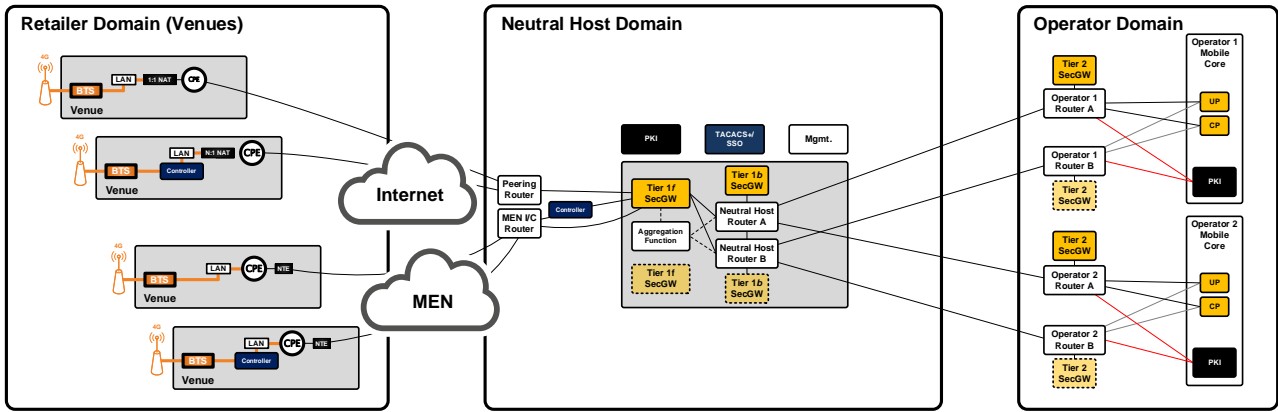 Retailer Domain (Venues)
4G
BTS
LAN
1:1 NAT
CPE
Venue
4G
BTS
LAN
N:1 NAT
Controller
CPE
Venue
4G
BTS
LAN
CPE
NTE
Venue
4G
BTS
LAN
Controller
CPE
NTE
Venue
Internet
MEN
Neutral Host Domain
Peering
Router
MEN I/C
Router
Controller
PKI
TACACS+/
SSO
Mgmt.
Tier 1f
SecGW
Tier 1b
SecGW
Neutral Host
Router A
Aggregation
Function
Neutral Host
Router B
Tier 1f
SecGW
Tier 1b
SecGW
Operator Domain
Tier 2
SecGW
Operator 1
Router A
Operator 1
Router B
Tier 2
SecGW
Operator 1
Mobile
Core
UP
CP
PKI
Tier 2
SecGW
Operator 2
Router A
Operator 2
Router B
Tier 2
SecGW
Operator 2
Mobile
Core
UP
CP
PKI